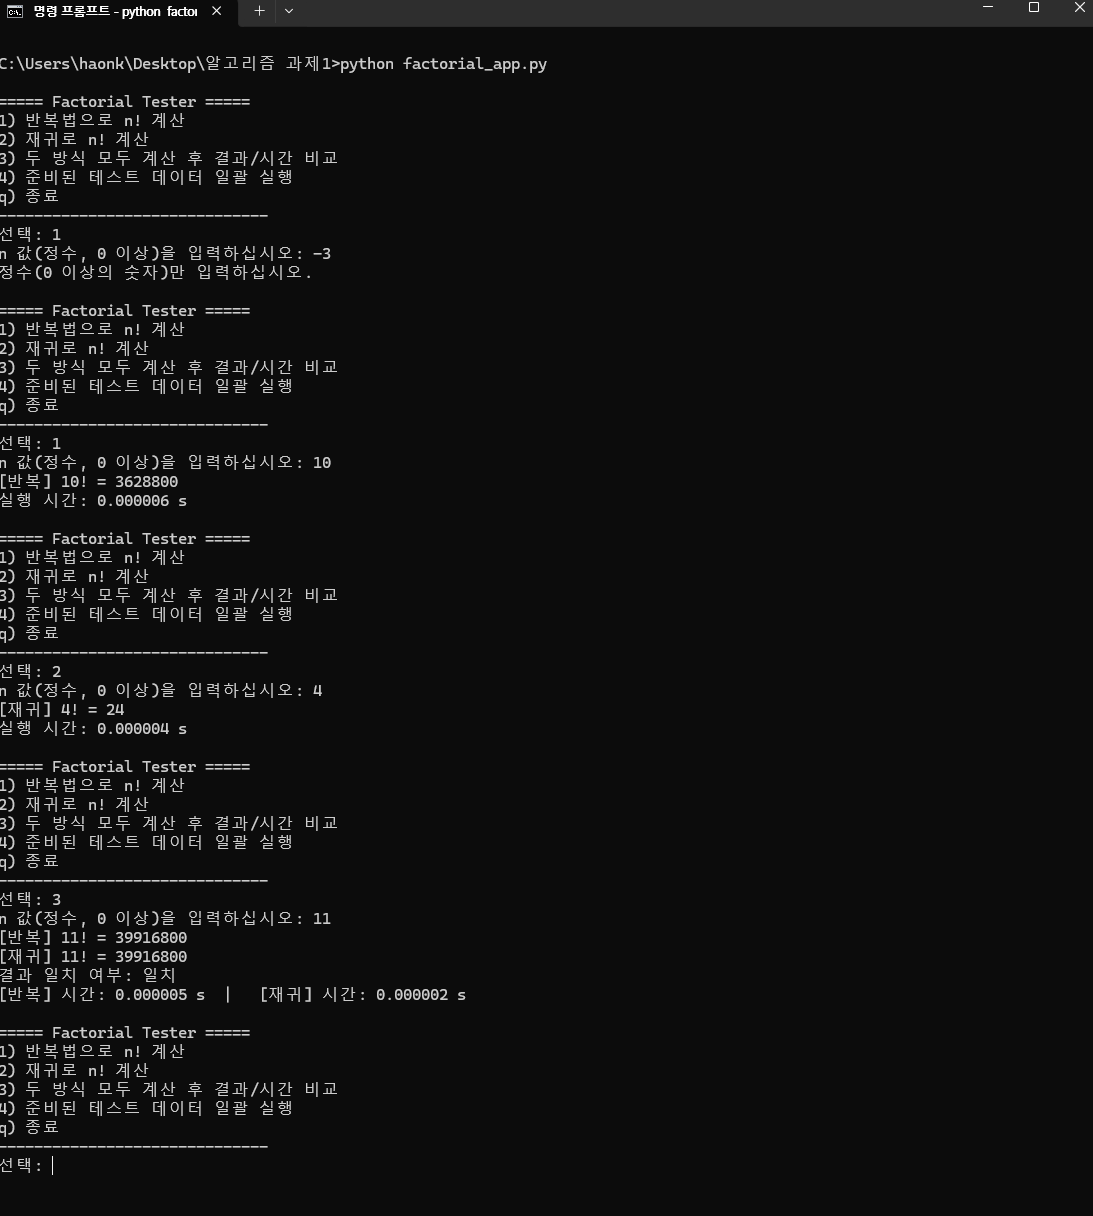 명령 프롬프트 - python factor
C:\Users\haonk\Desktop\알고리즘 과제1>python factorial_app.py
===== Factorial Tester =====
1) 반복법으로 n! 계산
2) 재귀로 n! 계산
3) 두 방식 모두 계산 후 결과/시간 비교
4) 준비된 테스트 데이터 일괄 실행
q) 종료
------------------------------
선택: 1
n 값(정수, 0 이상)을 입력하십시오: -3
정수(0 이상의 숫자)만 입력하십시오.
===== Factorial Tester =====
1) 반복법으로 n! 계산
2) 재귀로 n! 계산
3) 두 방식 모두 계산 후 결과/시간 비교
4) 준비된 테스트 데이터 일괄 실행
q) 종료
------------------------------
선택: 1
n 값(정수, 0 이상)을 입력하십시오: 10
[반복] 10! = 3628800
실행 시간: 0.000006 s
===== Factorial Tester =====
1) 반복법으로 n! 계산
2) 재귀로 n! 계산
3) 두 방식 모두 계산 후 결과/시간 비교
4) 준비된 테스트 데이터 일괄 실행
q) 종료
------------------------------
선택: 2
n 값(정수, 0 이상)을 입력하십시오: 4
[재귀] 4! = 24
실행 시간: 0.000004 s
===== Factorial Tester =====
1) 반복법으로 n! 계산
2) 재귀로 n! 계산
3) 두 방식 모두 계산 후 결과/시간 비교
4) 준비된 테스트 데이터 일괄 실행
q) 종료
------------------------------
선택: 3
n 값(정수, 0 이상)을 입력하십시오: 11
[반복] 11! = 39916800
[재귀] 11! = 39916800
결과 일치 여부: 일치
[반복] 시간: 0.000005 s | [재귀] 시간: 0.000002 s
===== Factorial Tester =====
1) 반복법으로 n! 계산
2) 재귀로 n! 계산
3) 두 방식 모두 계산 후 결과/시간 비교
4) 준비된 테스트 데이터 일괄 실행
q) 종료
------------------------------
선택: